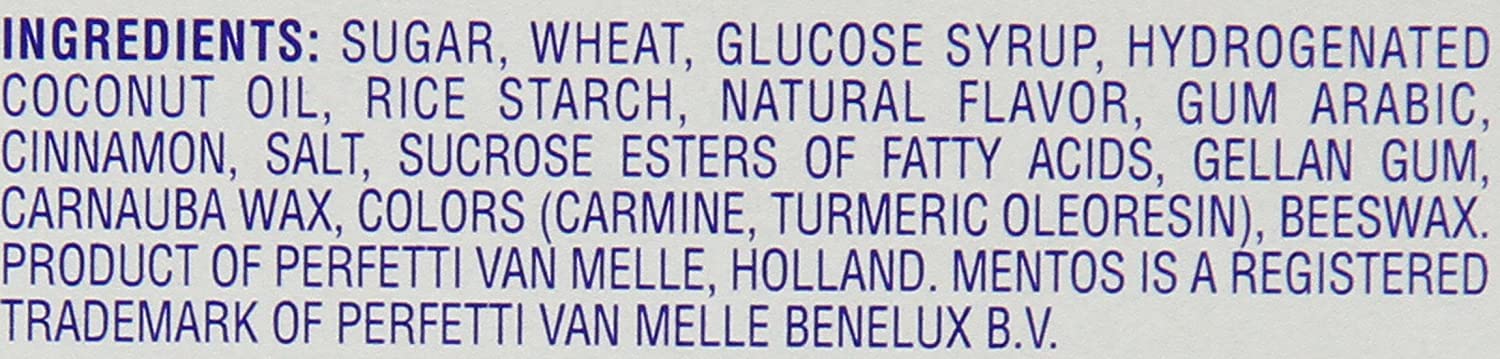 INGREDIENTS: SUGAR, WHEAT, GLUCOSE SYRUP, HYDROGENATED
COCONUT OIL, RICE STARCH, NATURAL FLAVOR, GUM ARABIC,
CINNAMON, SALT, SUCROSE ESTERS OF FATTY ACIDS, GELLAN GUM,
CARNAUBA WAX, COLORS (CARMINE, TURMERIC OLEORESIN), BEESWAX.
PRODUCT OF PERFETTI VAN MELLE, HOLLAND. MENTOS IS A REGISTERED
TRADEMARK OF PERFETTI VAN MELLE BENELUX B.V.